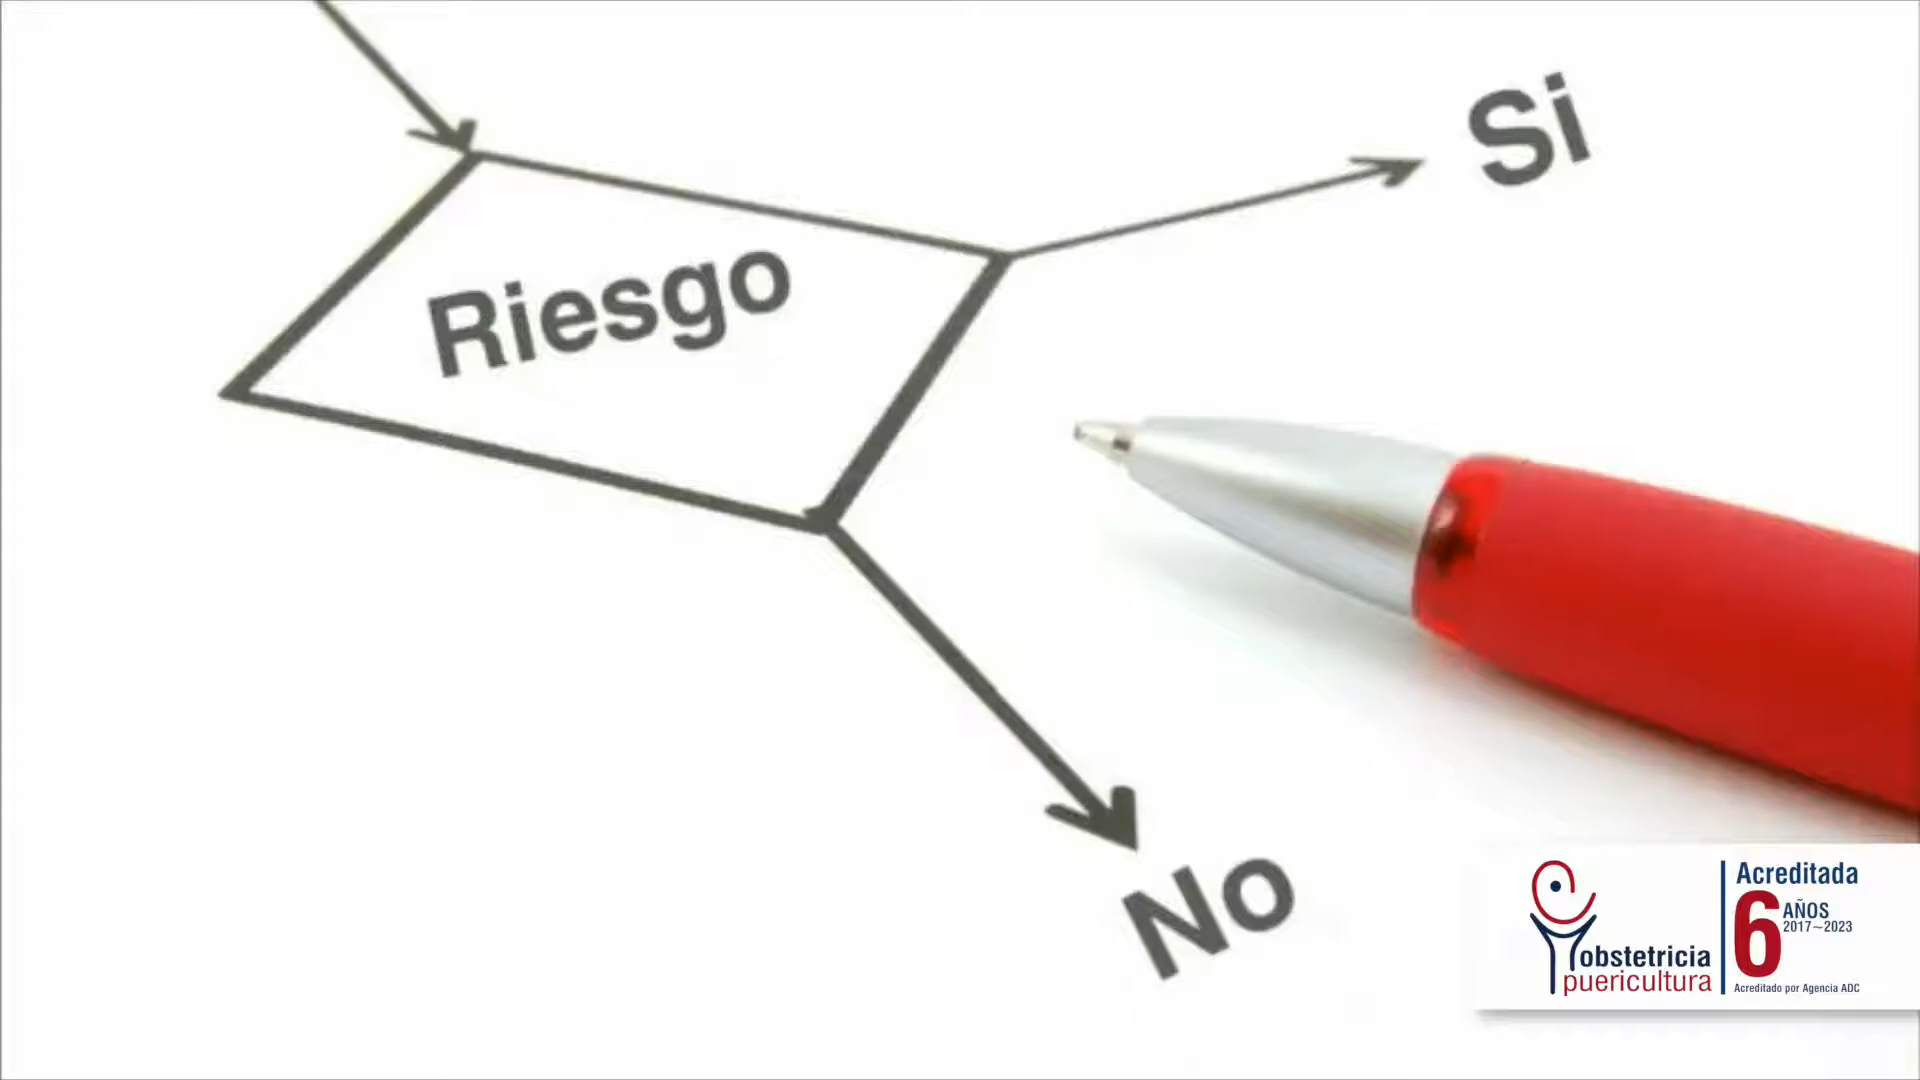 Si
Riesgo
No
obstetricia
puericultura
Acreditada
6 AÑOS
2017~2023
Acreditado por Agencia ADC